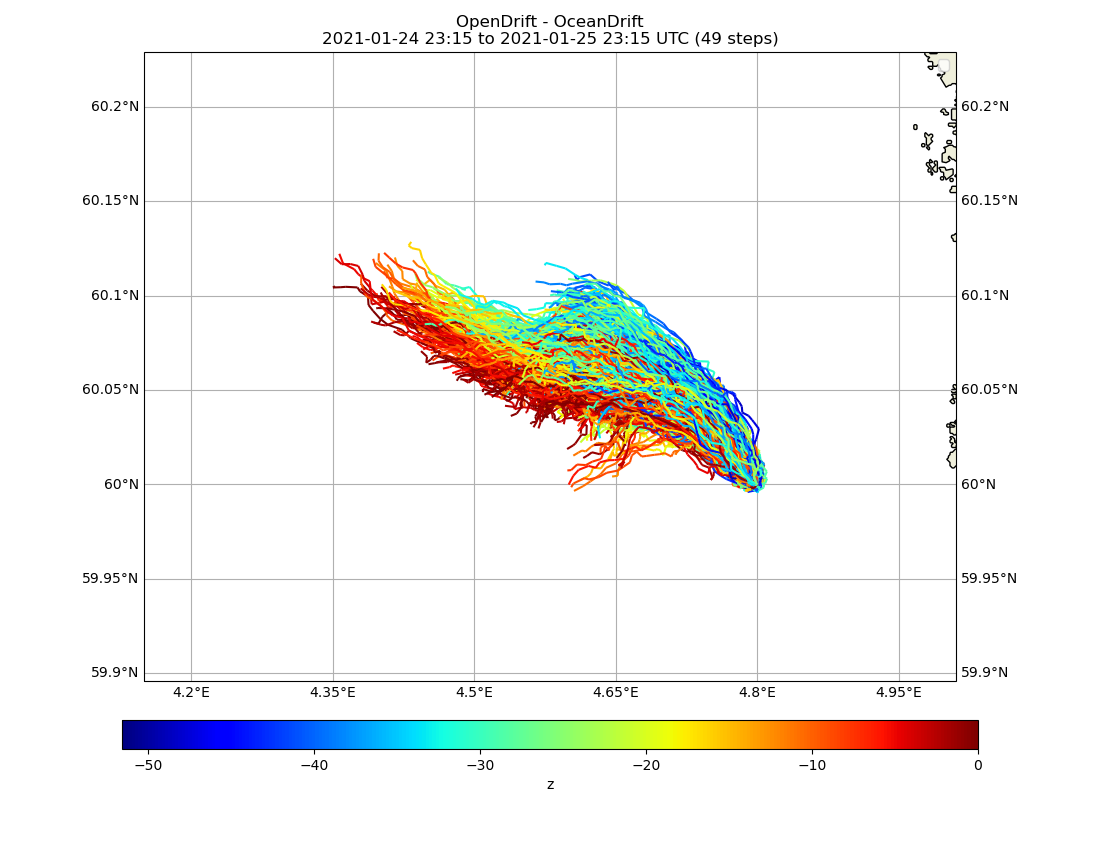 OpenDrift - OceanDrift
2021-01-24 23:15 to 2021-01-25 23:15 UTC (49 steps)
60.2°N 60.2°N
60.15°N 60.15°N
60.1°N 60.1°N
60.05°N 60.05°N
60°N 60°N
59.95°N 59.95°N
59.9°N 59.9°N
4.2°E 4.35°E 4.5°E 4.65°E 4.8°E 4.95°E
−50 −40 −30 −20 −10 0
z